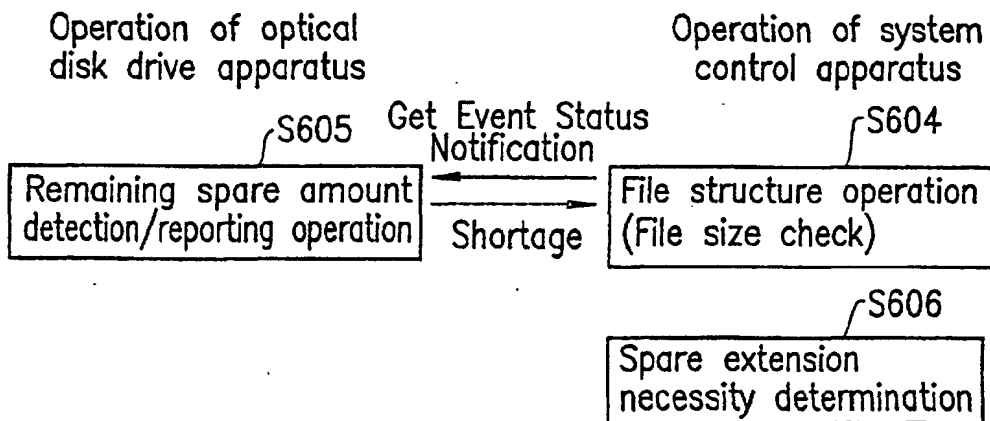 Operation of optical
disk drive apparatus
Operation of system
control apparatus
S605
Get Event Status
Notification
S604
Remaining spare amount
detection/reporting operation
Shortage
File structure operation
(File size check)
S606
Spare extension
necessity determination